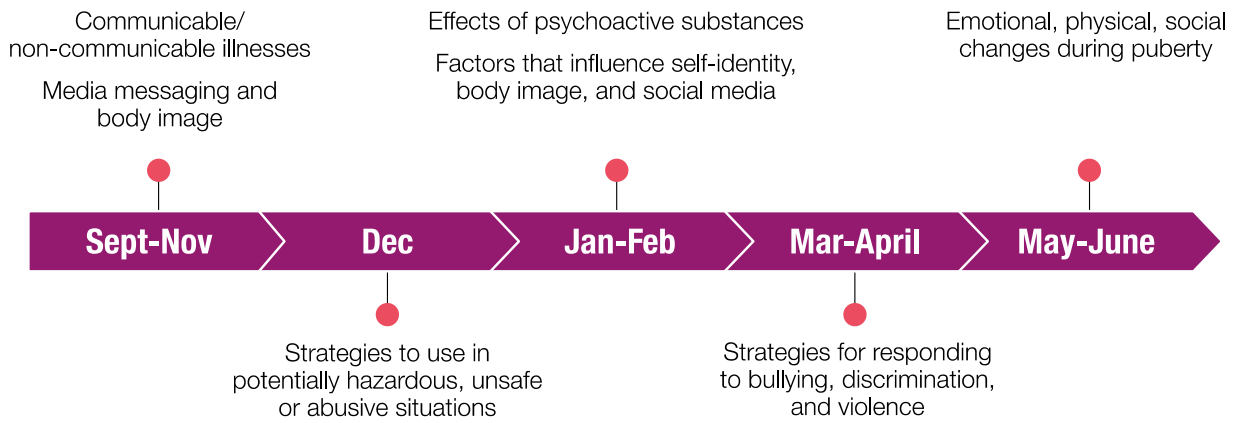 Communicable/
non-communicable illnesses
Media messaging and
body image
Effects of psychoactive substances
Factors that influence self-identity,
body image, and social media
Emotional, physical, social
changes during puberty
Sept-Nov
Dec
Jan-Feb
Mar-April
May-June
Strategies to use in
potentially hazardous, unsafe
or abusive situations
Strategies for responding
to bullying, discrimination,
and violence